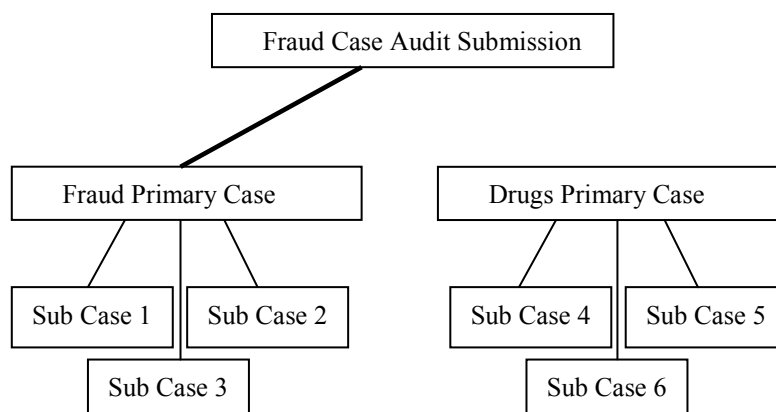 Fraud Case Audit Submission
Fraud Primary Case
Drugs Primary Case
Sub Case 1
Sub Case 2
Sub Case 4
Sub Case 5
Sub Case 3
Sub Case 6